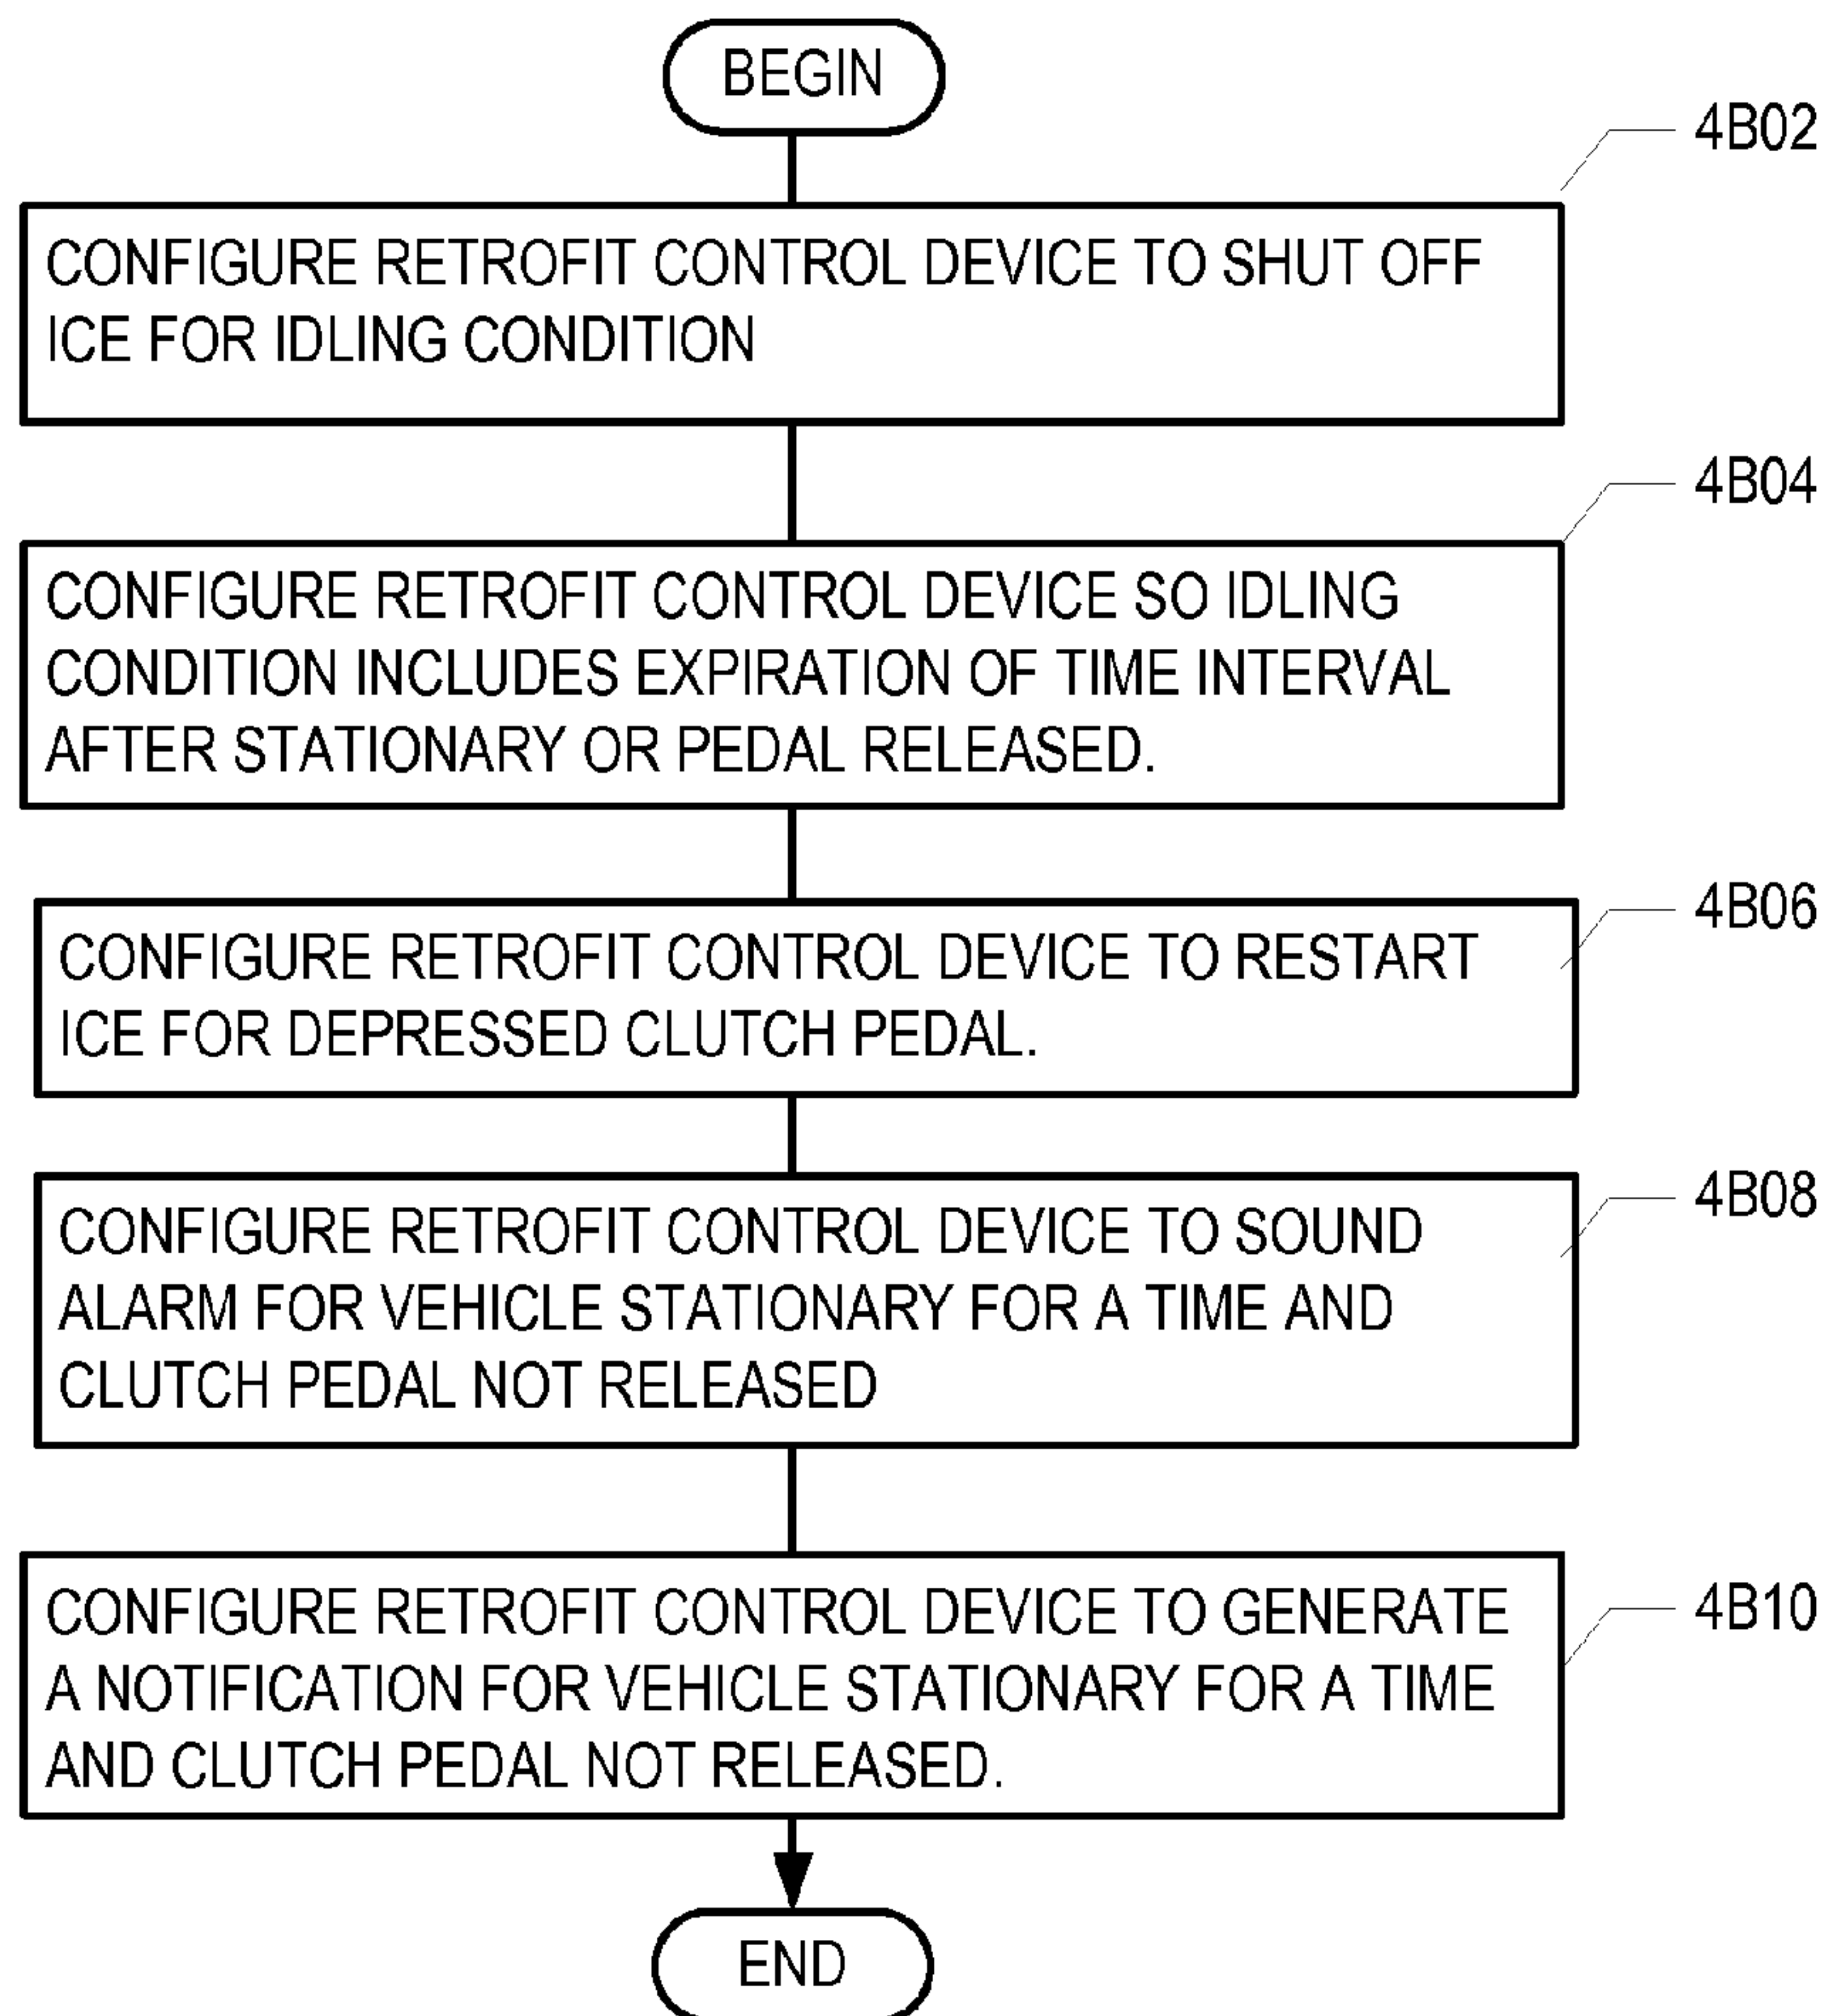 BEGIN
4B02
CONFIGURE RETROFIT CONTROL DEVICE TO SHUT OFF
ICE FOR IDLING CONDITION
4B04
CONFIGURE RETROFIT CONTROL DEVICE SO IDLING
CONDITION INCLUDES EXPIRATION OF TIME INTERVAL
AFTER STATIONARY OR PEDAL RELEASED.
4B06
CONFIGURE RETROFIT CONTROL DEVICE TO RESTART
ICE FOR DEPRESSED CLUTCH PEDAL.
4B08
CONFIGURE RETROFIT CONTROL DEVICE TO SOUND
ALARM FOR VEHICLE STATIONARY FOR A TIME AND
CLUTCH PEDAL NOT RELEASED
4B10
CONFIGURE RETROFIT CONTROL DEVICE TO GENERATE
A NOTIFICATION FOR VEHICLE STATIONARY FOR A TIME
AND CLUTCH PEDAL NOT RELEASED.
END